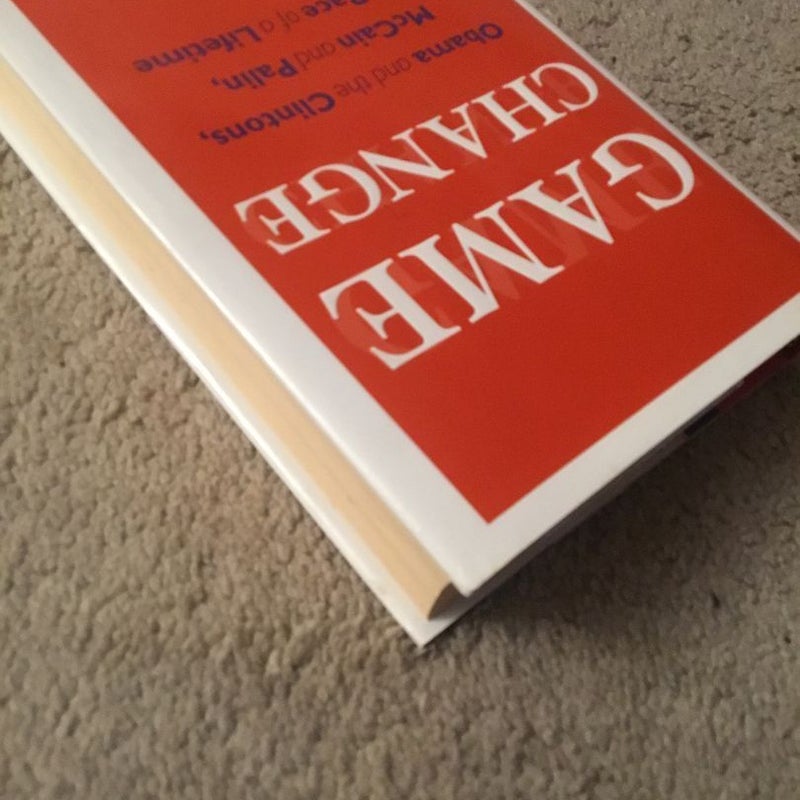 GAME
CHANGE
Obama and the Clintons,
McCain and Palin,
Race of a Lifetime